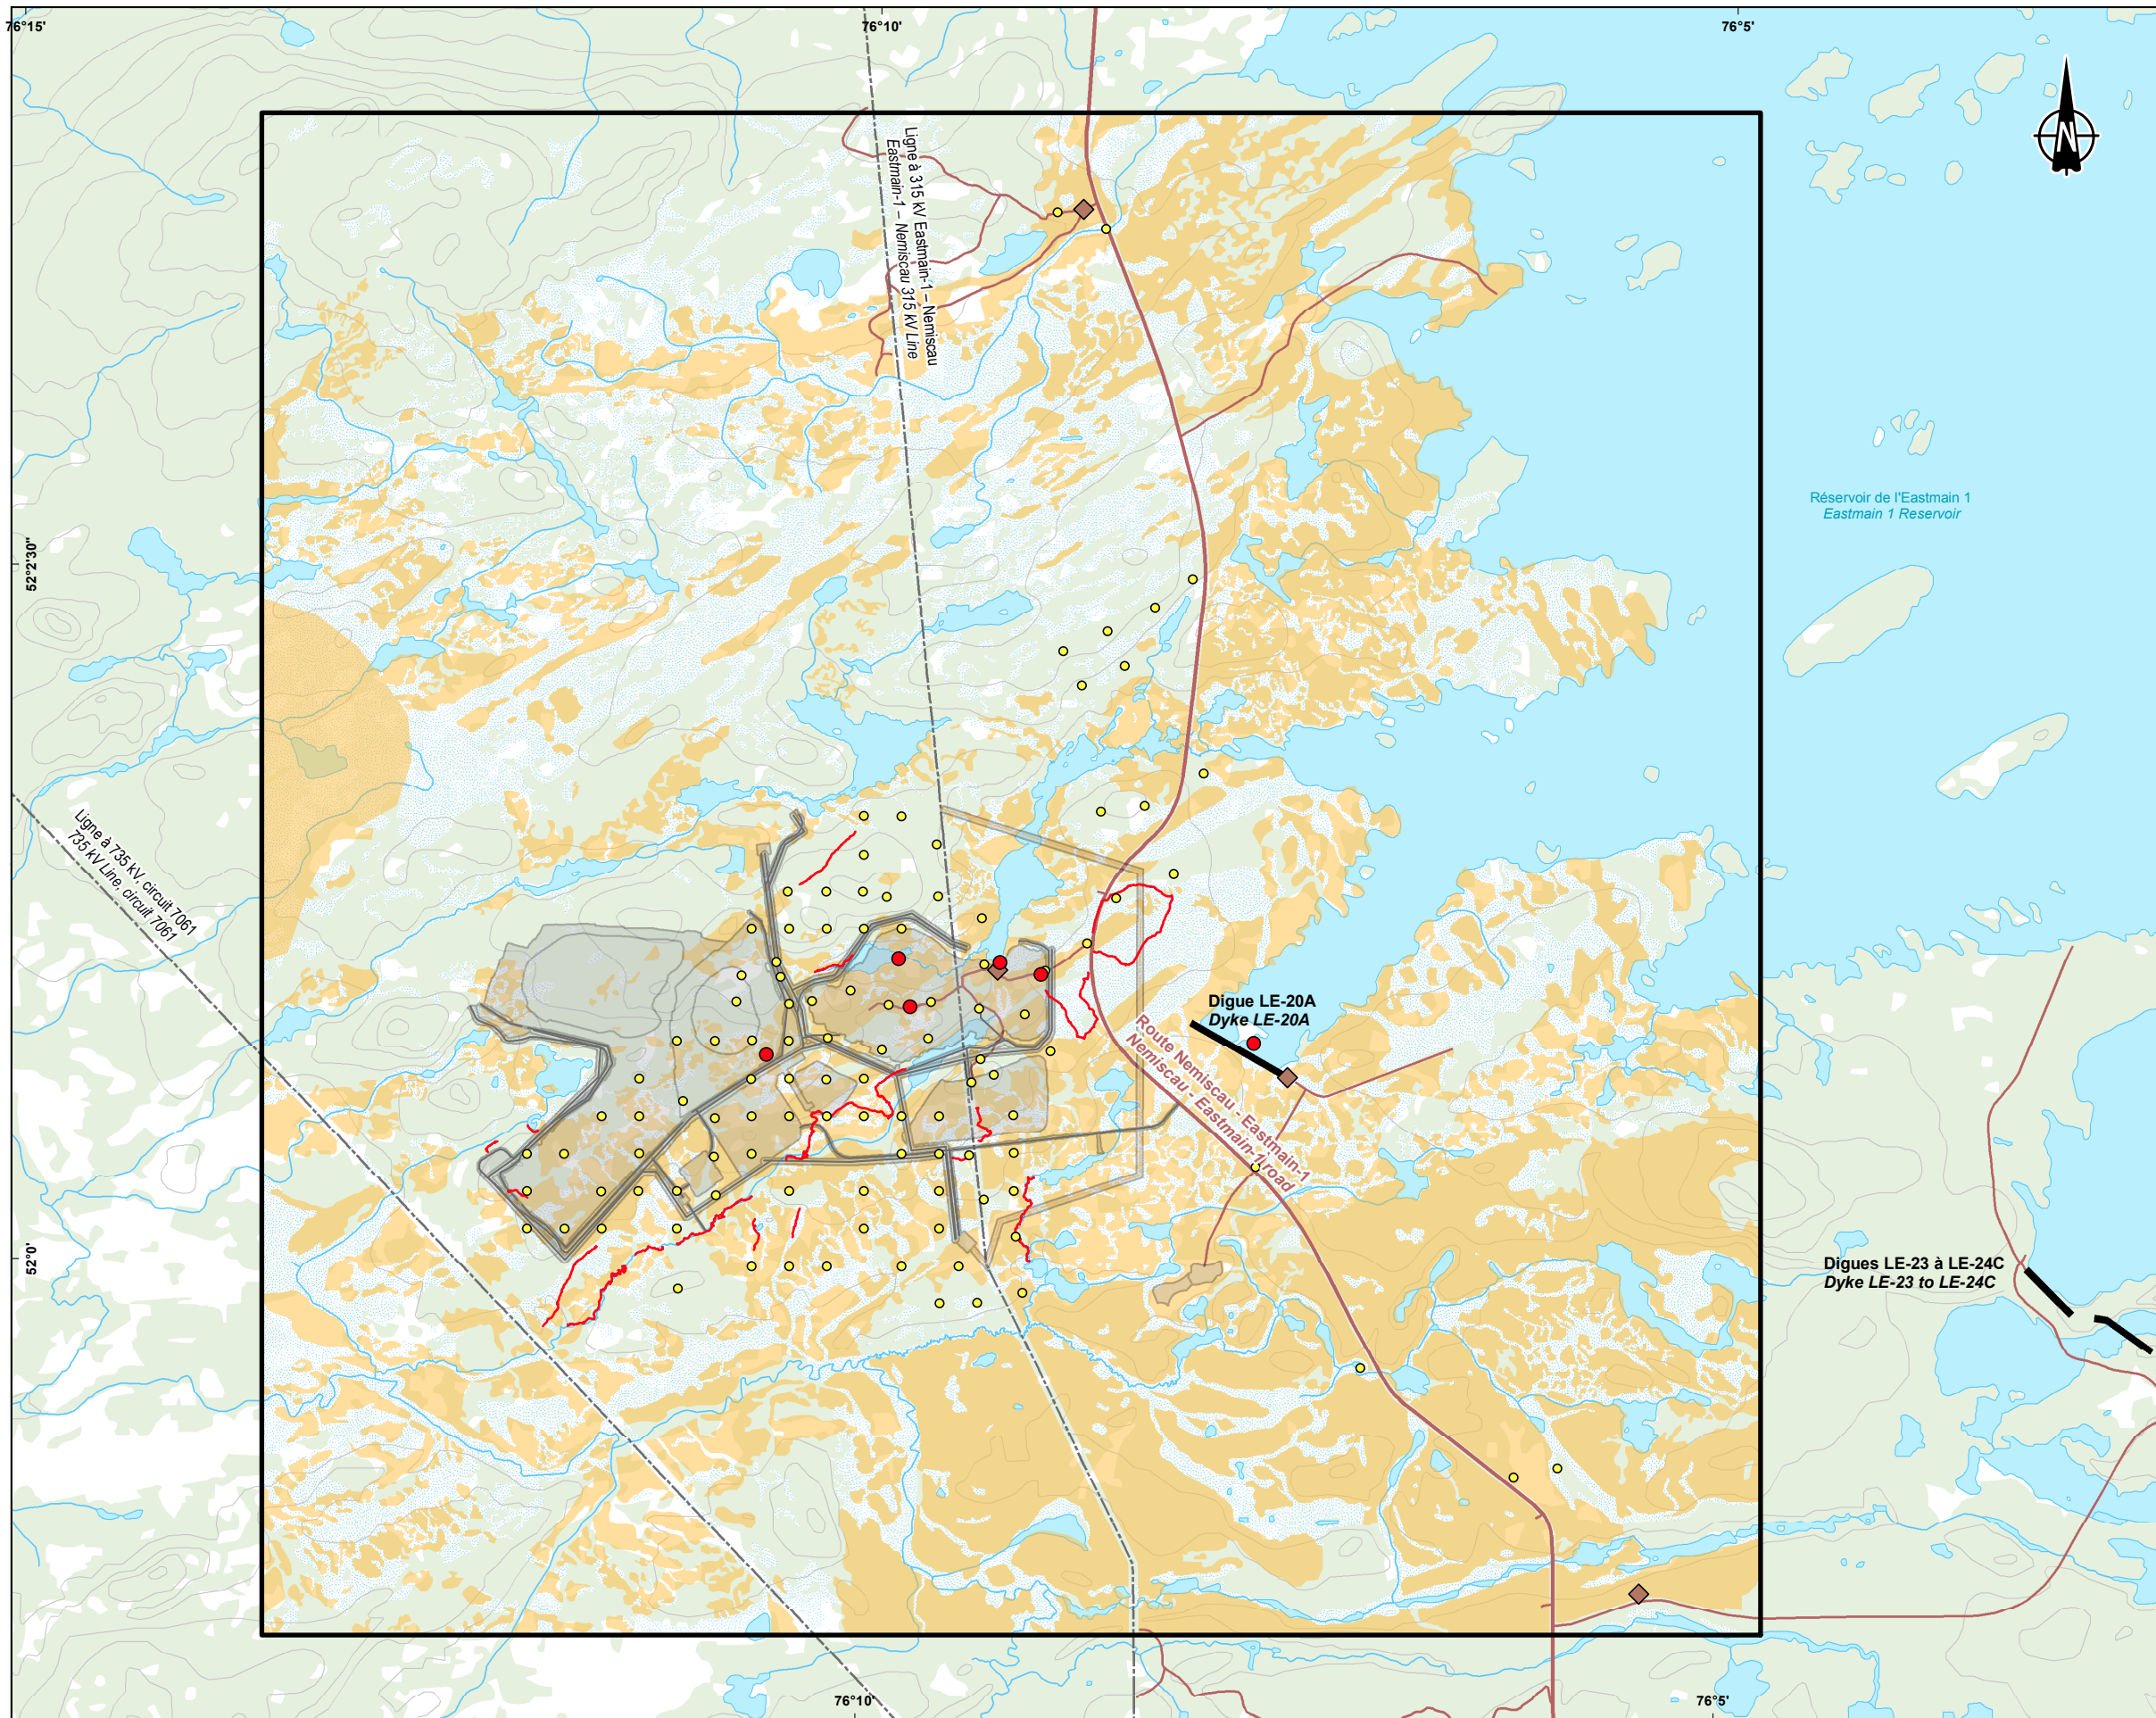 76°15'
76°10'
76°5'
N
Ligne à 315 kV Eastmain-1 – Nemiscau
Eastmain-1 – Nemiscau 315 kV Line
Réservoir de l'Eastmain 1
Eastmain 1 Reservoir
52°2'30"
Ligne à 735 kV, circuit 7061
735 kV Line, circuit 7061
Digue LE-20A
Dyke LE-20A
Route Nemiscau - Eastmain-1
Nemiscau - Eastmain-1 road
52°0'
Digues LE-23 à LE-24C
Dyke LE-23 to LE-24C
76°10'
76°5'